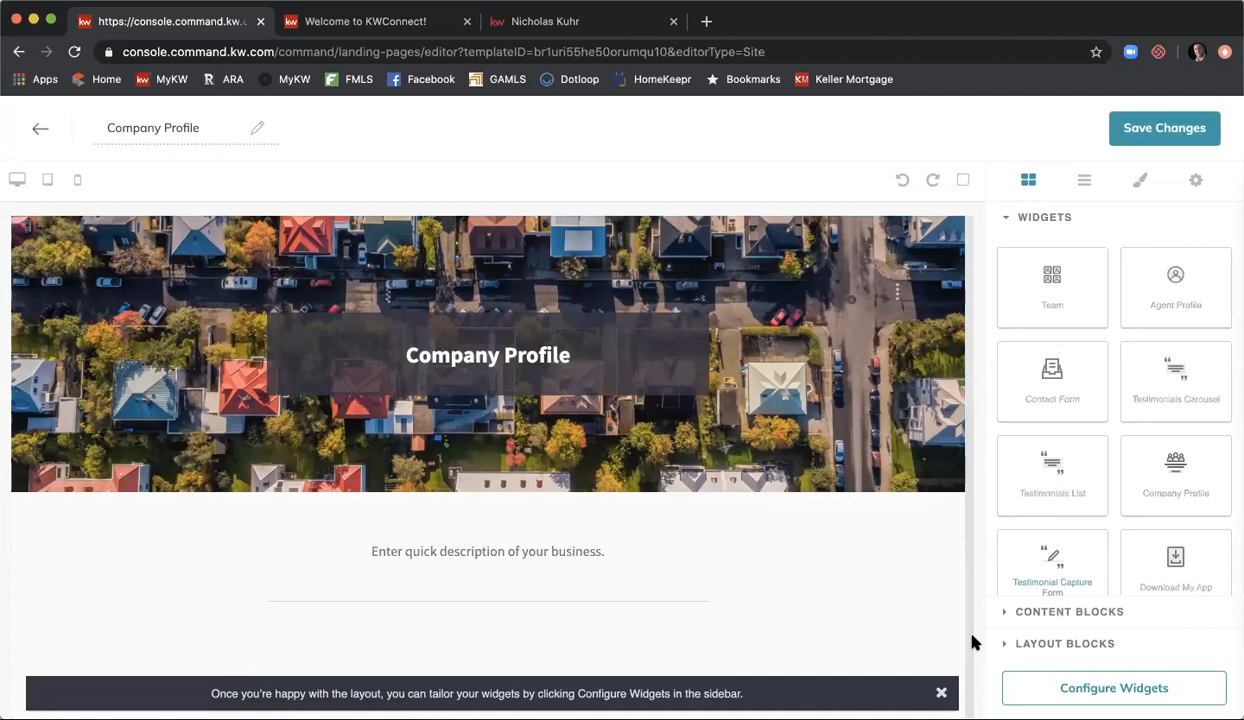 https://console.command.kw.c
Welcome to KWConnect!
kw Nicholas Kuhr
console.command.kw.com/command/landing-pages/editor?templateID=br1uri55he50orumqu10&editorType=Site
Apps Home kw MyKW R ARA MyKW F FMLS f Facebook GAMLS Dotloop HomeKeepr Bookmarks KM Keller Mortgage
Company Profile
Save Changes
WIDGETS
Team
Agent Profile
Contact Form
Testimonials Carousel
Testimonials List
Company Profile
Testimonial Capture
Form
Download My App
CONTENT BLOCKS
LAYOUT BLOCKS
Configure Widgets
Company Profile
Enter quick description of your business.
Once you're happy with the layout, you can tailor your widgets by clicking Configure Widgets in the sidebar.